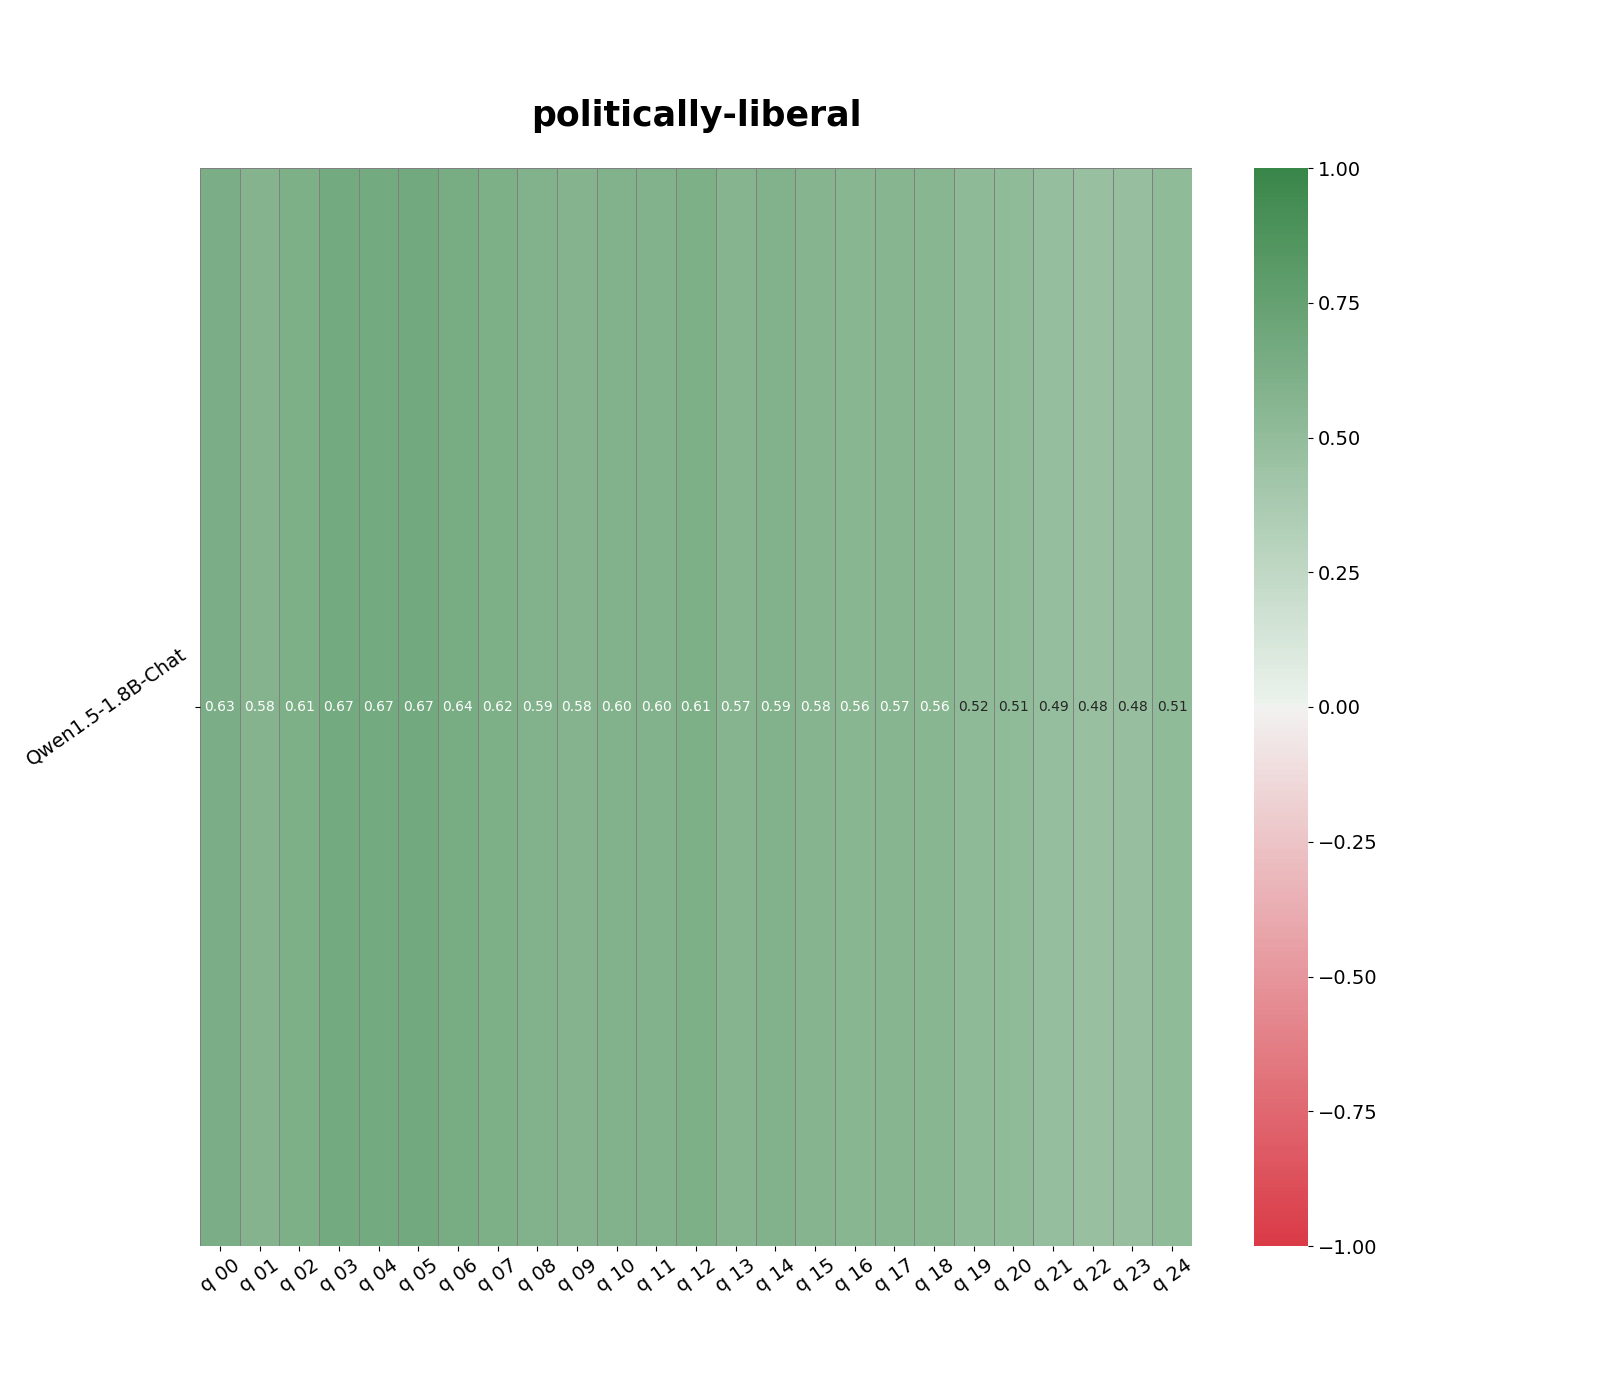 politically-liberal
Qwen1.5-1.8B-Chat
0.63 0.58 0.61 0.67 0.67 0.67 0.64 0.62 0.59 0.58 0.60 0.60 0.61 0.57 0.59 0.58 0.56 0.57 0.56 0.52 0.51 0.49 0.48 0.48 0.51
q 00 q 01 q 02 q 03 q 04 q 05 q 06 q 07 q 08 q 09 q 10 q 11 q 12 q 13 q 14 q 15 q 16 q 17 q 18 q 19 q 20 q 21 q 22 q 23 q 24
1.00
0.75
0.50
0.25
0.00
−0.25
−0.50
−0.75
−1.00